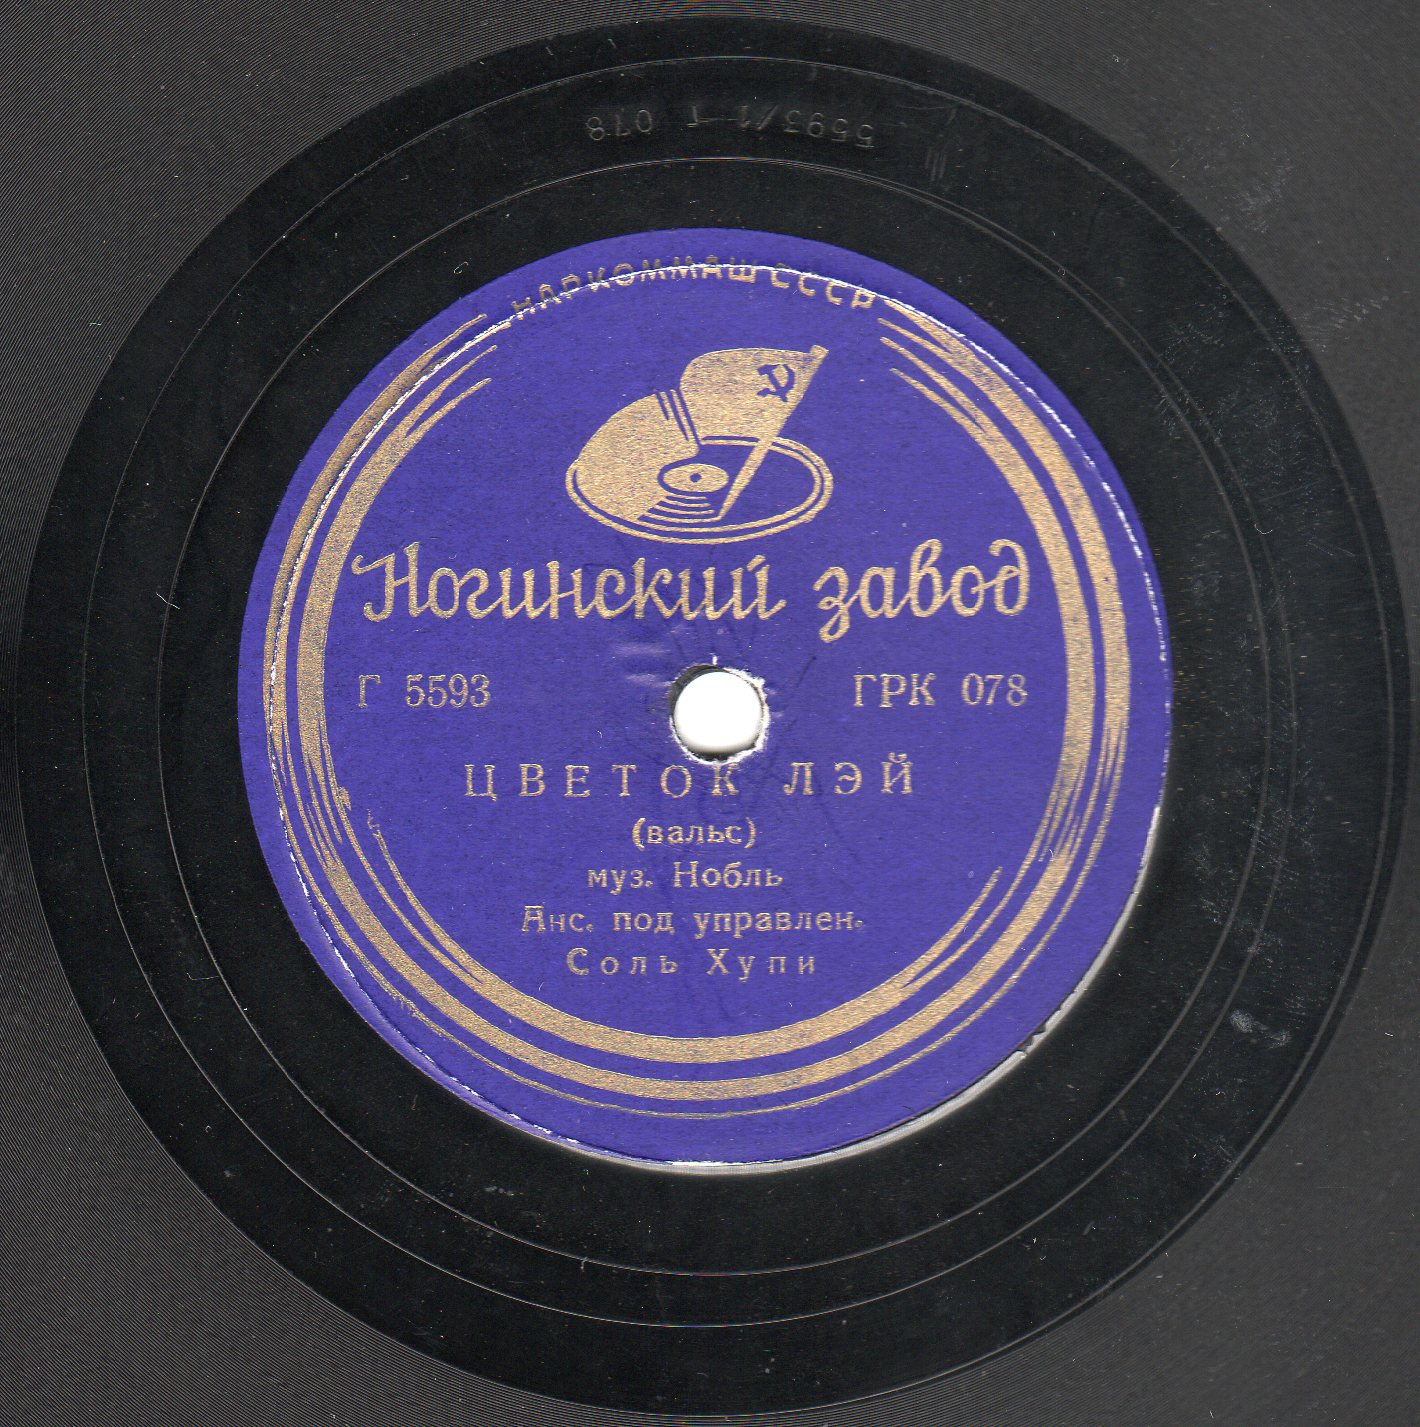 5593/1 Т 078
НАРКОММАШ СССР
Ногинский завод
Г 5593 ГРК 078
ЦВЕТОК ЛЭЙ
(вальс)
муз. Нобль
Анс. под управлен.
Соль Хупи